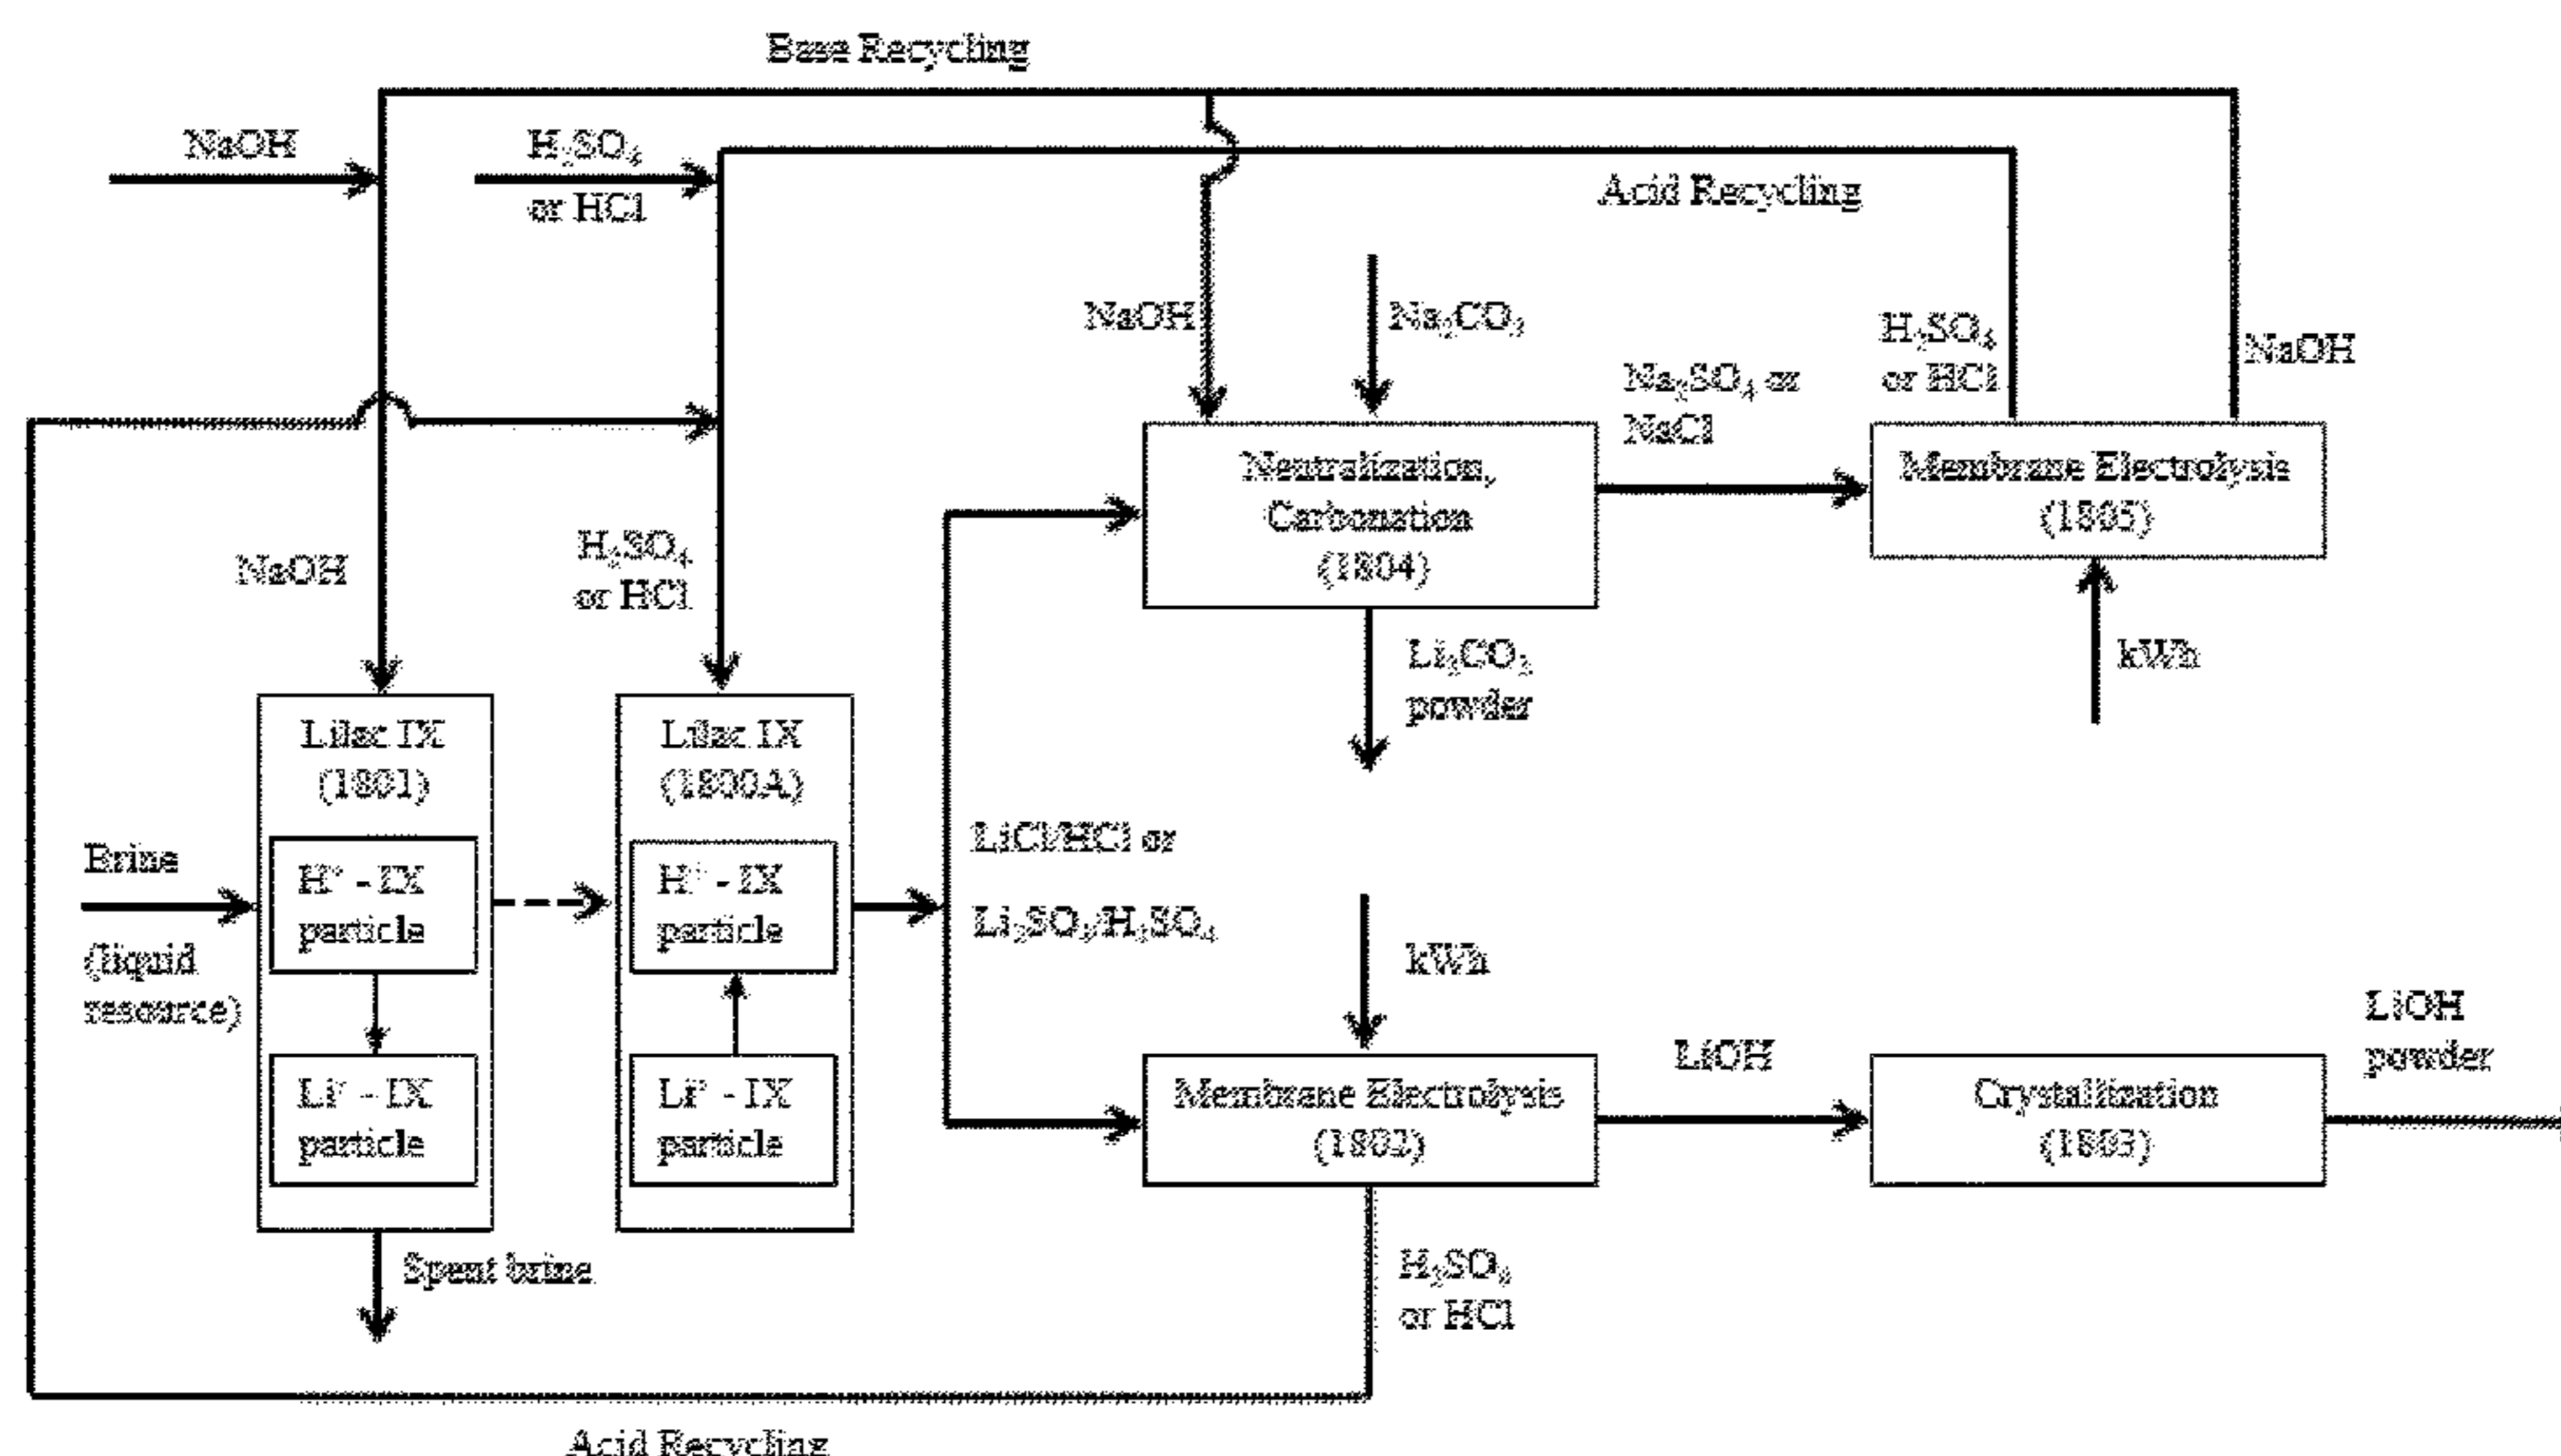 Base Recycling
NaOH
H₂SO₄
or HCl
Acid Recycling
NaOH
Na₂CO₃
Na₂SO₄ or
NaCl
H₂SO₄
or HCl
NaOH
Neutralization,
Carbonation
(1804)
Membrane Electrolysis
(1805)
NaOH
H₂SO₄
or HCl
Li₂CO₃
powder
kWh
Lilac IX
(1801)
Lilac IX
(1800A)
Brine
(liquid
resource)
H⁺ - IX
particle
H⁺ - IX
particle
LiCl/HCl or
Li₂SO₄/H₂SO₄
kWh
Li⁺ - IX
particle
Li⁺ - IX
particle
Membrane Electrolysis
(1802)
LiOH
Crystallization
(1803)
LiOH
powder
Spent brine
H₂SO₄
or HCl
Acid Recycling